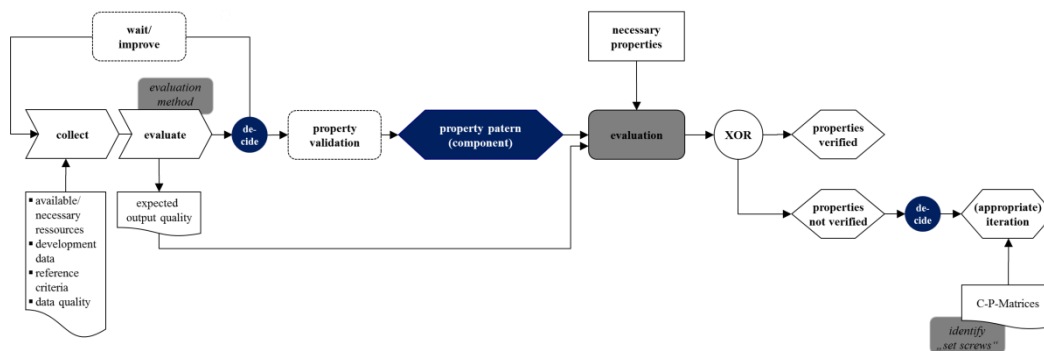 wait/
improve
necessary
properties
evaluation
method
collect
evaluate
de-
cide
property
validation
property patern
(component)
evaluation
XOR
properties
verified
available/
necessary
ressources
development
data
reference
criteria
data quality
expected
output quality
properties
not verified
de-
cide
(appropriate)
iteration
C-P-Matrices
identify
„set screws“